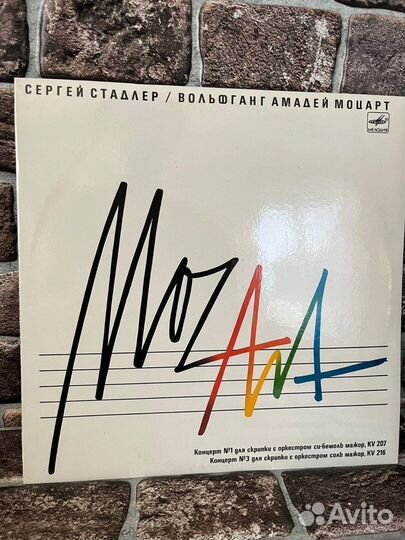 СЕРГЕЙ СТАДЛЕР / ВОЛЬФГАНГ АМАДЕЙ МОЦАРТ
МЕЛОДИЯ
MozArt
Концерт №1 для скрипки с оркестром си-бемоль мажор, KV 207
Концерт №3 для скрипки с оркестром соль мажор, KV 216
Avito